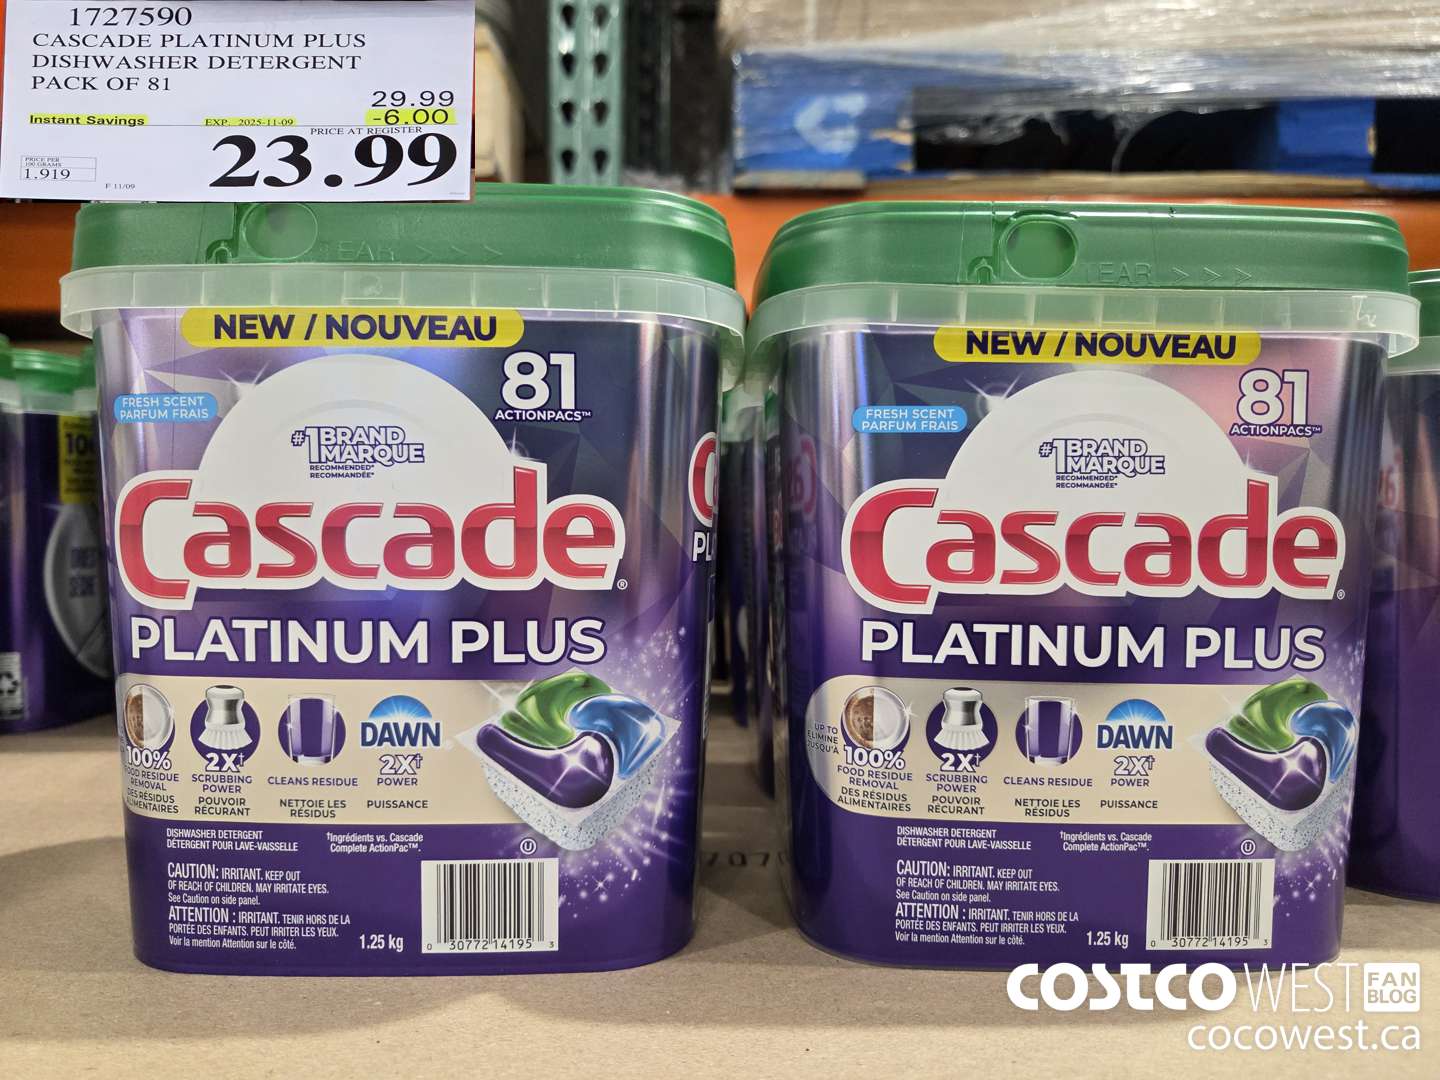 1727590
CASCADE PLATINUM PLUS
DISHWASHER DETERGENT
PACK OF 81
29.99
Instant Savings EXP. 2025-11-09 -6.00
PRICE AT REGISTER
23.99
PRICE PER
100 GRAMS
1.919
F 11/09
TEAR > > >
NEW / NOUVEAU
81
ACTIONPACS™
FRESH SCENT
PARFUM FRAIS
#1 BRAND
MARQUE
RECOMMENDED*
RECOMMANDÉE*
Cascade®
PLATINUM PLUS
100%
FOOD RESIDUE
REMOVAL
DES RÉSIDUS
ALIMENTAIRES
2X†
SCRUBBING
POWER
POUVOIR
RÉCURANT
CLEANS RESIDUE
NETTOIE LES
RÉSIDUS
DAWN
2X†
POWER
PUISSANCE
DISHWASHER DETERGENT
DÉTERGENT POUR LAVE-VAISSELLE
†Ingrédients vs. Cascade
Complete ActionPac™.
U
CAUTION: IRRITANT. KEEP OUT
OF REACH OF CHILDREN. MAY IRRITATE EYES.
See Caution on side panel.
ATTENTION : IRRITANT. TENIR HORS DE LA
PORTÉE DES ENFANTS. PEUT IRRITER LES YEUX.
Voir la mention Attention sur le côté.
1.25 kg
0 30772 14195 3
TEAR > > >
NEW / NOUVEAU
81
ACTIONPACS™
FRESH SCENT
PARFUM FRAIS
#1 BRAND
MARQUE
RECOMMENDED*
RECOMMANDÉE*
Cascade®
PLATINUM PLUS
UP TO
ÉLIMINE
JUSQU'À
100%
FOOD RESIDUE
REMOVAL
DES RÉSIDUS
ALIMENTAIRES
2X†
SCRUBBING
POWER
POUVOIR
RÉCURANT
CLEANS RESIDUE
NETTOIE LES
RÉSIDUS
DAWN
2X†
POWER
PUISSANCE
DISHWASHER DETERGENT
DÉTERGENT POUR LAVE-VAISSELLE
†Ingrédients vs. Cascade
Complete ActionPac™.
U
CAUTION: IRRITANT. KEEP OUT
OF REACH OF CHILDREN. MAY IRRITATE EYES.
See Caution on side panel.
ATTENTION : IRRITANT. TENIR HORS DE LA
PORTÉE DES ENFANTS. PEUT IRRITER LES YEUX.
Voir la mention Attention sur le côté.
1.25 kg
0 30772 14195 3
COSTCO WEST FAN BLOG
cocowest.ca